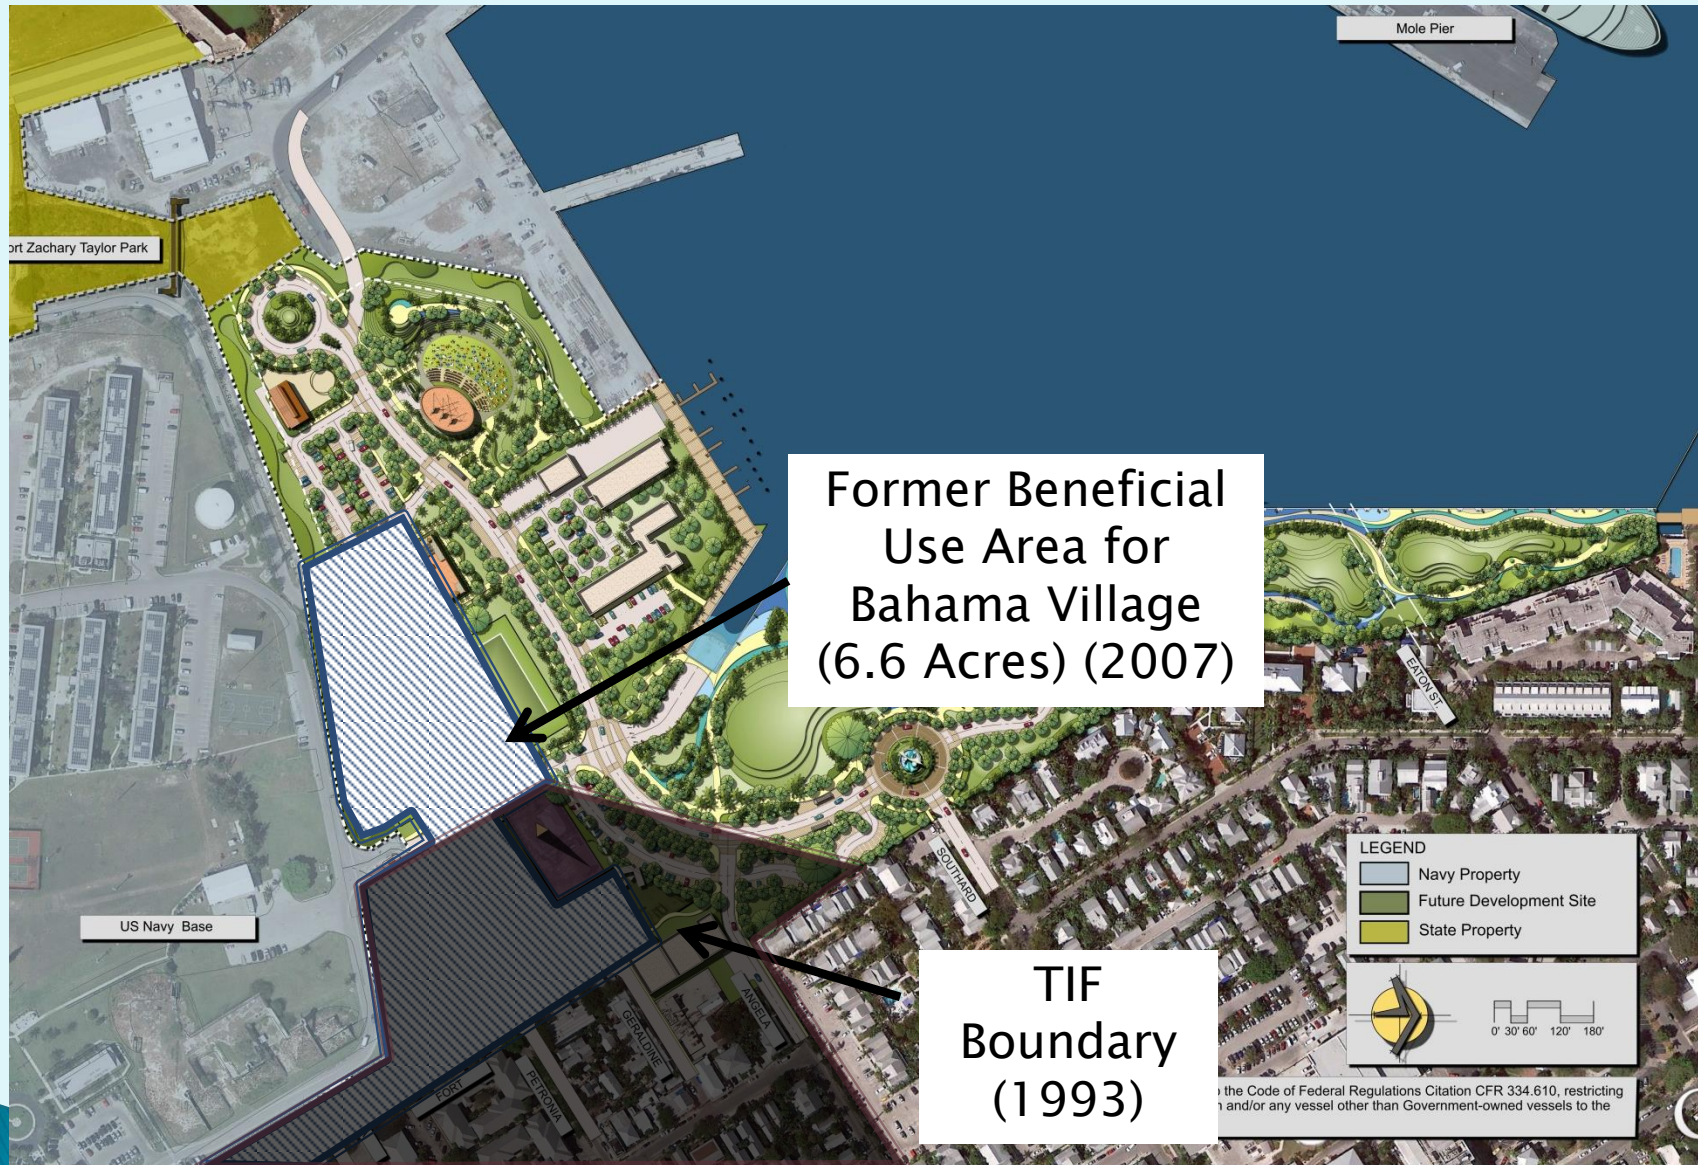 Mole Pier
ort Zachary Taylor Park
Former Beneficial
Use Area for
Bahama Village
(6.6 Acres) (2007)
EATON ST.
SOUTHARD
LEGEND
Navy Property
Future Development Site
State Property
US Navy Base
TIF
Boundary
(1993)
ANGELA
GERALDINE
PETRONIA
FORT
0' 30' 60' 120' 180'
the Code of Federal Regulations Citation CFR 334.610, restricting
and/or any vessel other than Government-owned vessels to the